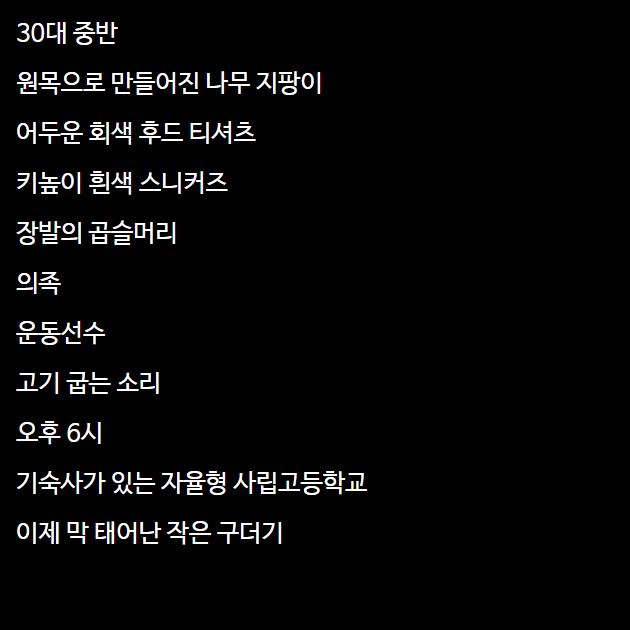 30대 중반
원목으로 만들어진 나무 지팡이
어두운 회색 후드 티셔츠
키높이 흰색 스니커즈
장발의 곱슬머리
의족
운동선수
고기 굽는 소리
오후 6시
기숙사가 있는 자율형 사립고등학교
이제 막 태어난 작은 구더기